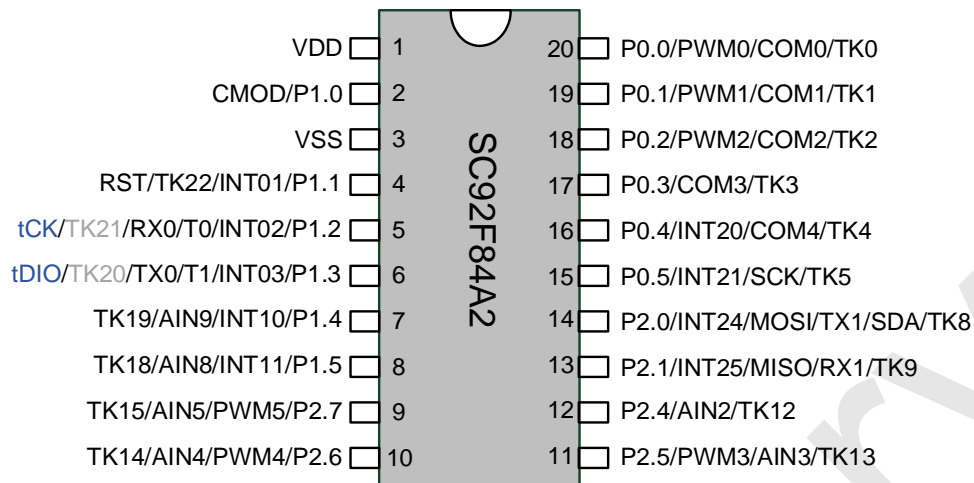 VDD 1 20 P0.0/PWM0/COM0/TK0
CMOD/P1.0 2 19 P0.1/PWM1/COM1/TK1
VSS 3 18 P0.2/PWM2/COM2/TK2
RST/TK22/INT01/P1.1 4 17 P0.3/COM3/TK3
tCK/TK21/RX0/T0/INT02/P1.2 5 16 P0.4/INT20/COM4/TK4
tDIO/TK20/TX0/T1/INT03/P1.3 6 15 P0.5/INT21/SCK/TK5
TK19/AIN9/INT10/P1.4 7 14 P2.0/INT24/MOSI/TX1/SDA/TK8
TK18/AIN8/INT11/P1.5 8 13 P2.1/INT25/MISO/RX1/TK9
TK15/AIN5/PWM5/P2.7 9 12 P2.4/AIN2/TK12
TK14/AIN4/PWM4/P2.6 10 11 P2.5/PWM3/AIN3/TK13
SC92F84A2